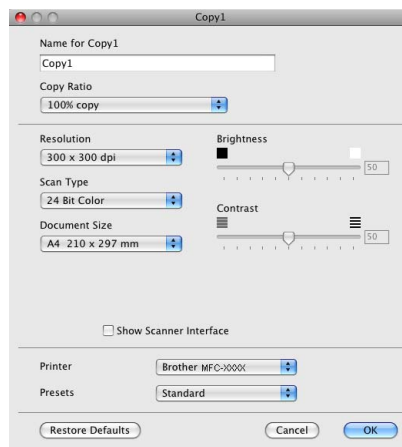 Copy1
Name for Copy1
Copy1
Copy Ratio
100% copy
Resolution
300 x 300 dpi
Scan Type
24 Bit Color
Document Size
A4 210 x 297 mm
Brightness
50
Contrast
50
Show Scanner Interface
Printer
Brother MFC-XXXX
Presets
Standard
Restore Defaults
Cancel
OK